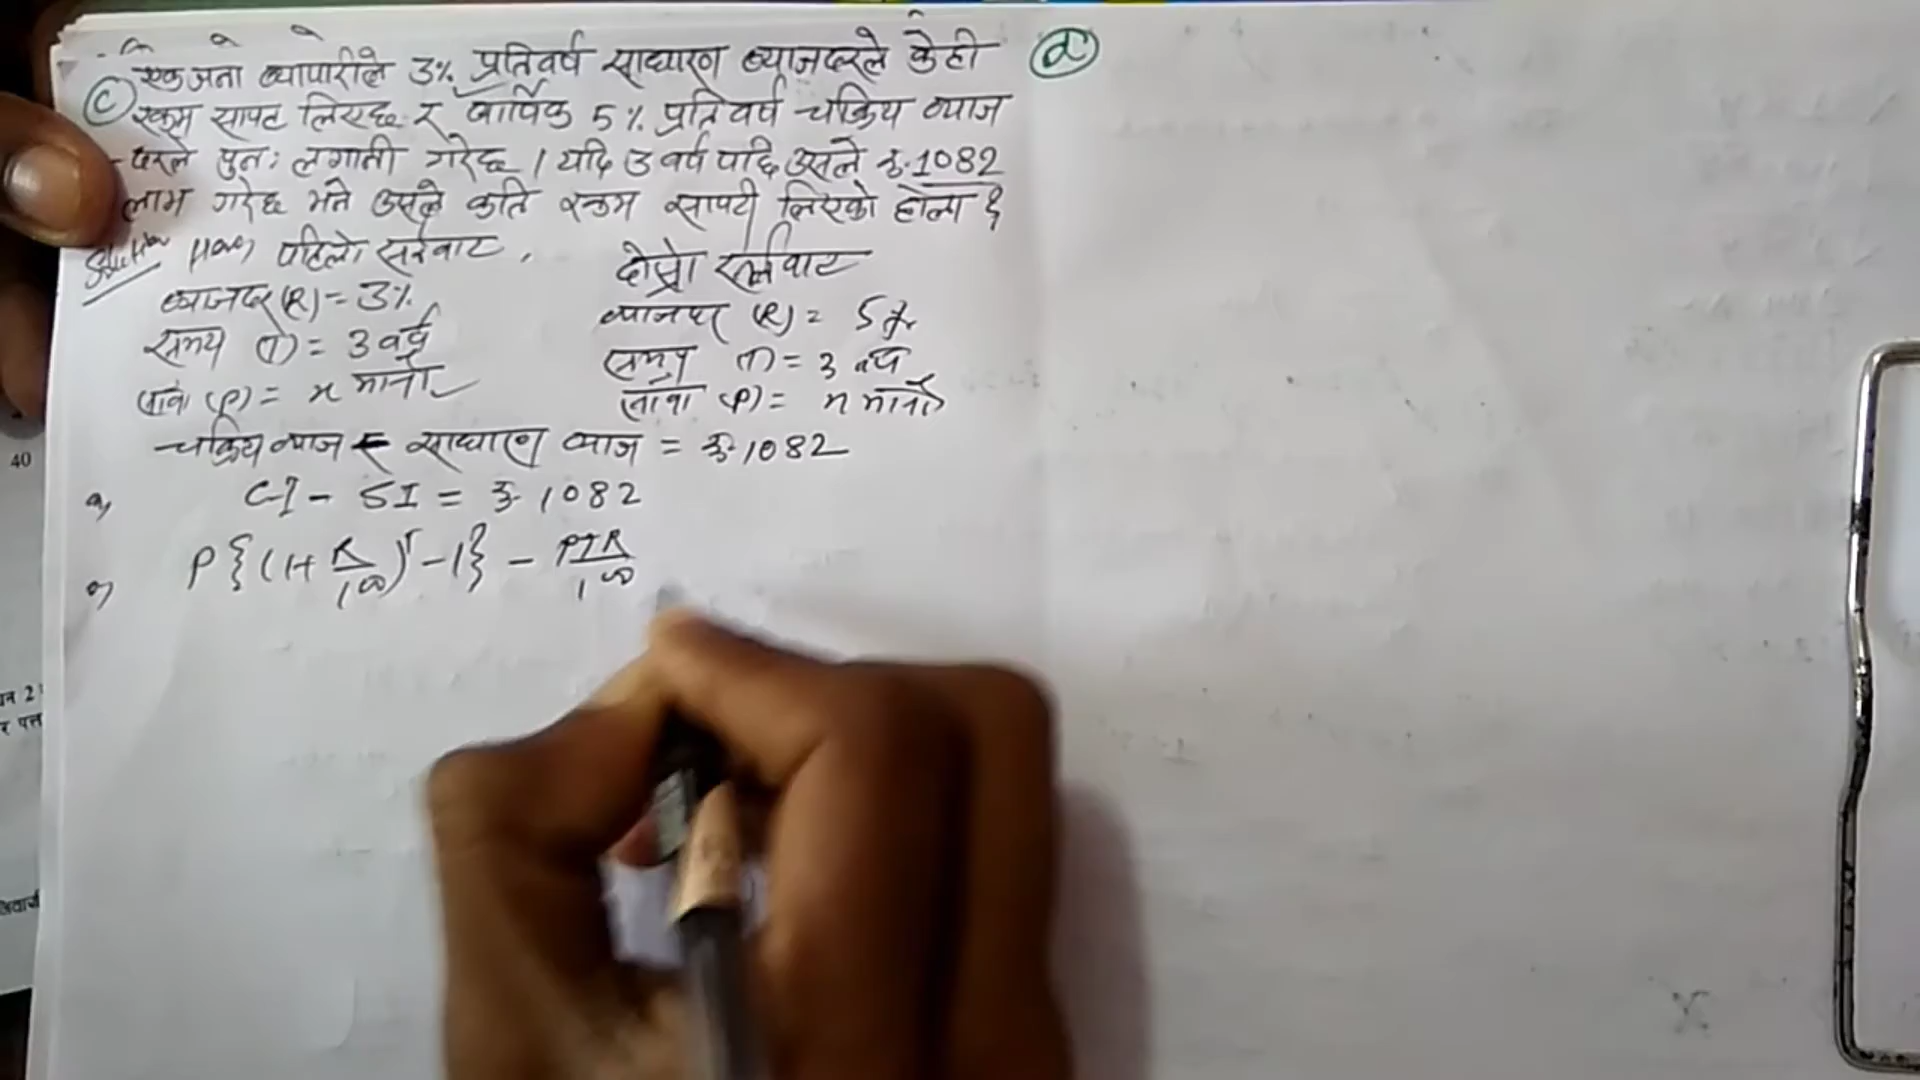 (c) एकजना ब्यापारीले 3% प्रतिवर्ष साधारण ब्याजदरले केही
रकम सापट लिएछ र वार्षिक 5% प्रतिवर्ष चक्रिय ब्याज
दरले पुनः लगानी गरेछ । यदि 3 वर्ष पछि उसले रु.1082
लाभ गरेछ भने उसले कति रकम सापटी लिएको होला ?
Solution Here, पहिलो सर्तबाट,
ब्याजदर (R) = 3%
समय (T) = 3 वर्ष
साँवा (P) = x मानौं
दोस्रो सर्तबाट
ब्याजदर (R) = 5%
समय (T) = 3 वर्ष
साँवा (P) = x मानौं
चक्रिय ब्याज - साधारण ब्याज = रु.1082
CI - SI = रु. 1082
P{(1+R/100)^T - 1} - PTR/100
(d)
40